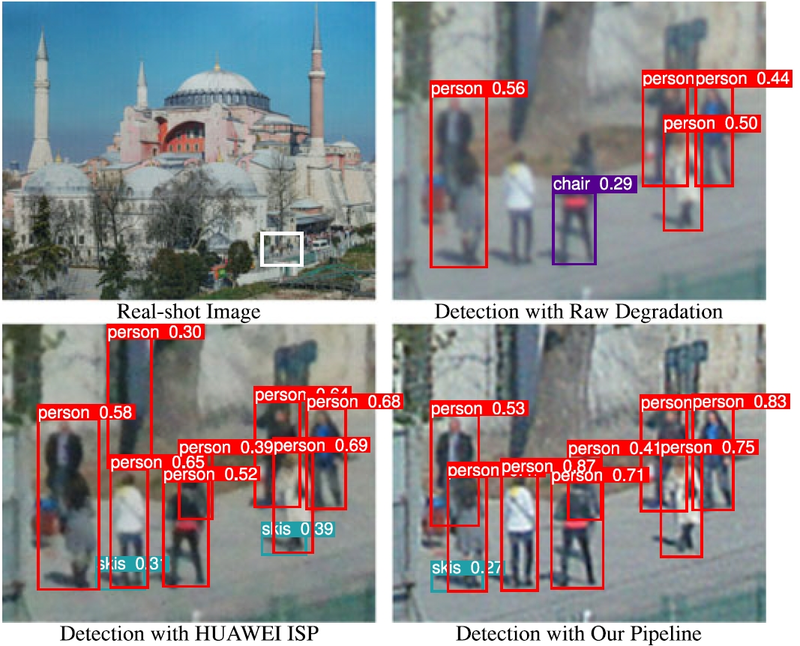 person 0.56
person
person 0.44
person 0.50
chair 0.29
Real-shot Image
Detection with Raw Degradation
person 0.30
person 0.58
person 0.64
person 0.68
person 0.39
person 0.69
person 0.65
person 0.52
skis 0.39
skis 0.31
Detection with HUAWEI ISP
person 0.53
person
person 0.83
person 0.41
person 0.75
person
0.87
person 0.71
skis 0.27
Detection with Our Pipeline